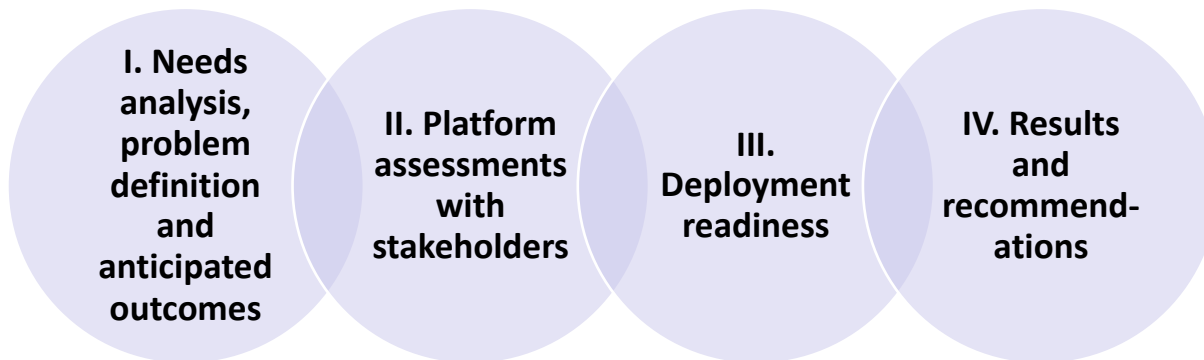 I. Needs
analysis,
problem
definition
and
anticipated
outcomes
II. Platform
assessments
with
stakeholders
III.
Deployment
readiness
IV. Results
and
recommend-
ations